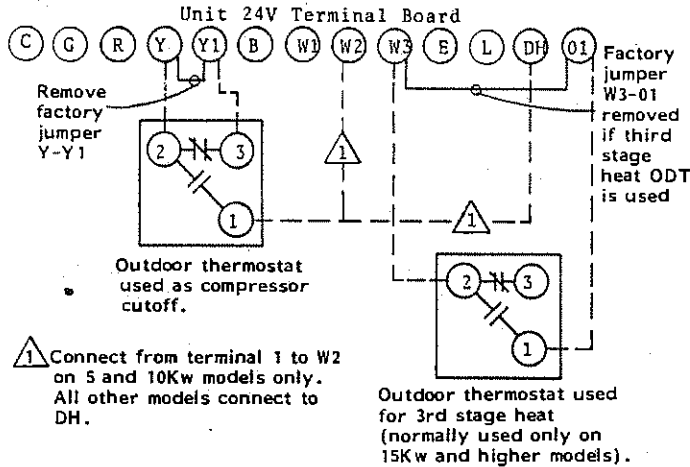 Unit 24V Terminal Board
C G R Y Y1 B W1 W2 W3 E L DH 01
Remove
factory
jumper
Y-Y1
Factory
jumper
W3-01
removed
if third
stage
heat ODT
is used
2 3
1
1
1
1
Outdoor thermostat
used as compressor
cutoff.
2 3
1
1 Connect from terminal 1 to W2
on 5 and 10Kw models only.
All other models connect to
DH.
Outdoor thermostat used
for 3rd stage heat
(normally used only on
15Kw and higher models).